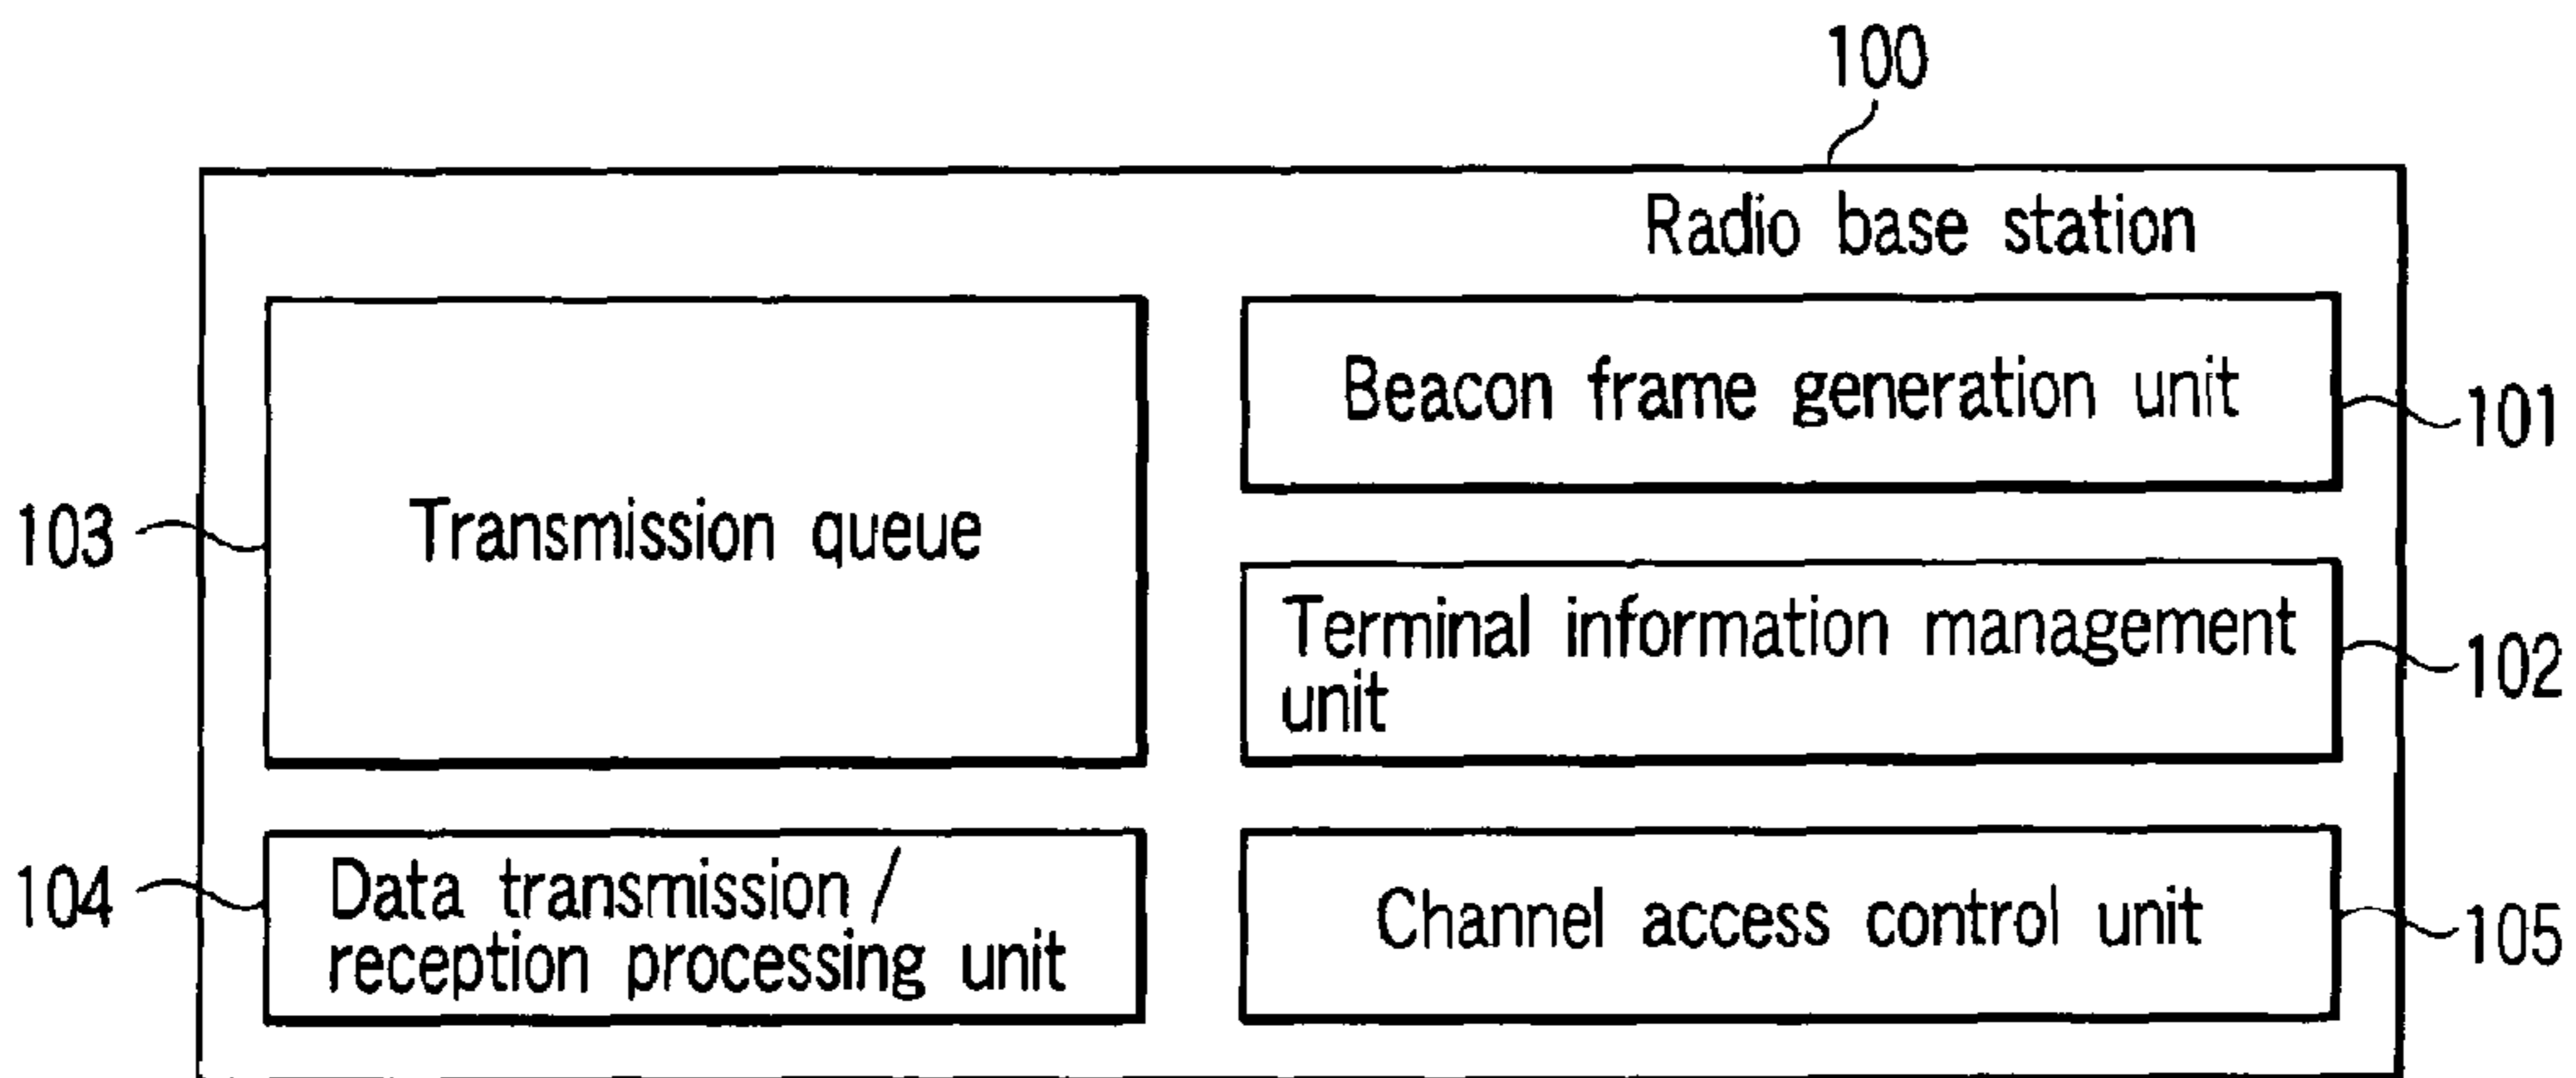 100
Radio base station
Beacon frame generation unit
101
103
Transmission queue
Terminal information management
unit
102
104
Data transmission/
reception processing unit
Channel access control unit
105